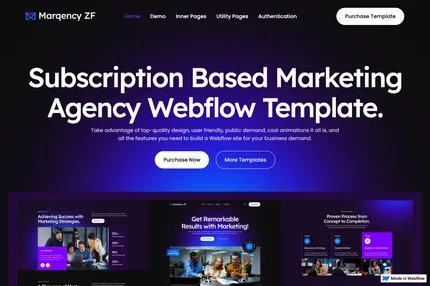 Marqency ZF
Home
Demo
Inner Pages
Utility Pages
Authentication
Purchase Template
Subscription Based Marketing
Agency Webflow Template.
Take advantage of top-quality design, user friendly, public demand, cool animations it all is, and
all the features you need to build a Webflow site for your business demand.
Purchase Now
More Templates
Achieving Success with
Marketing Strategies.
Marqency ZF
Get Remarkable
Results with Marketing!
Proven Process from
Concept to Completion.
Made in Webflow